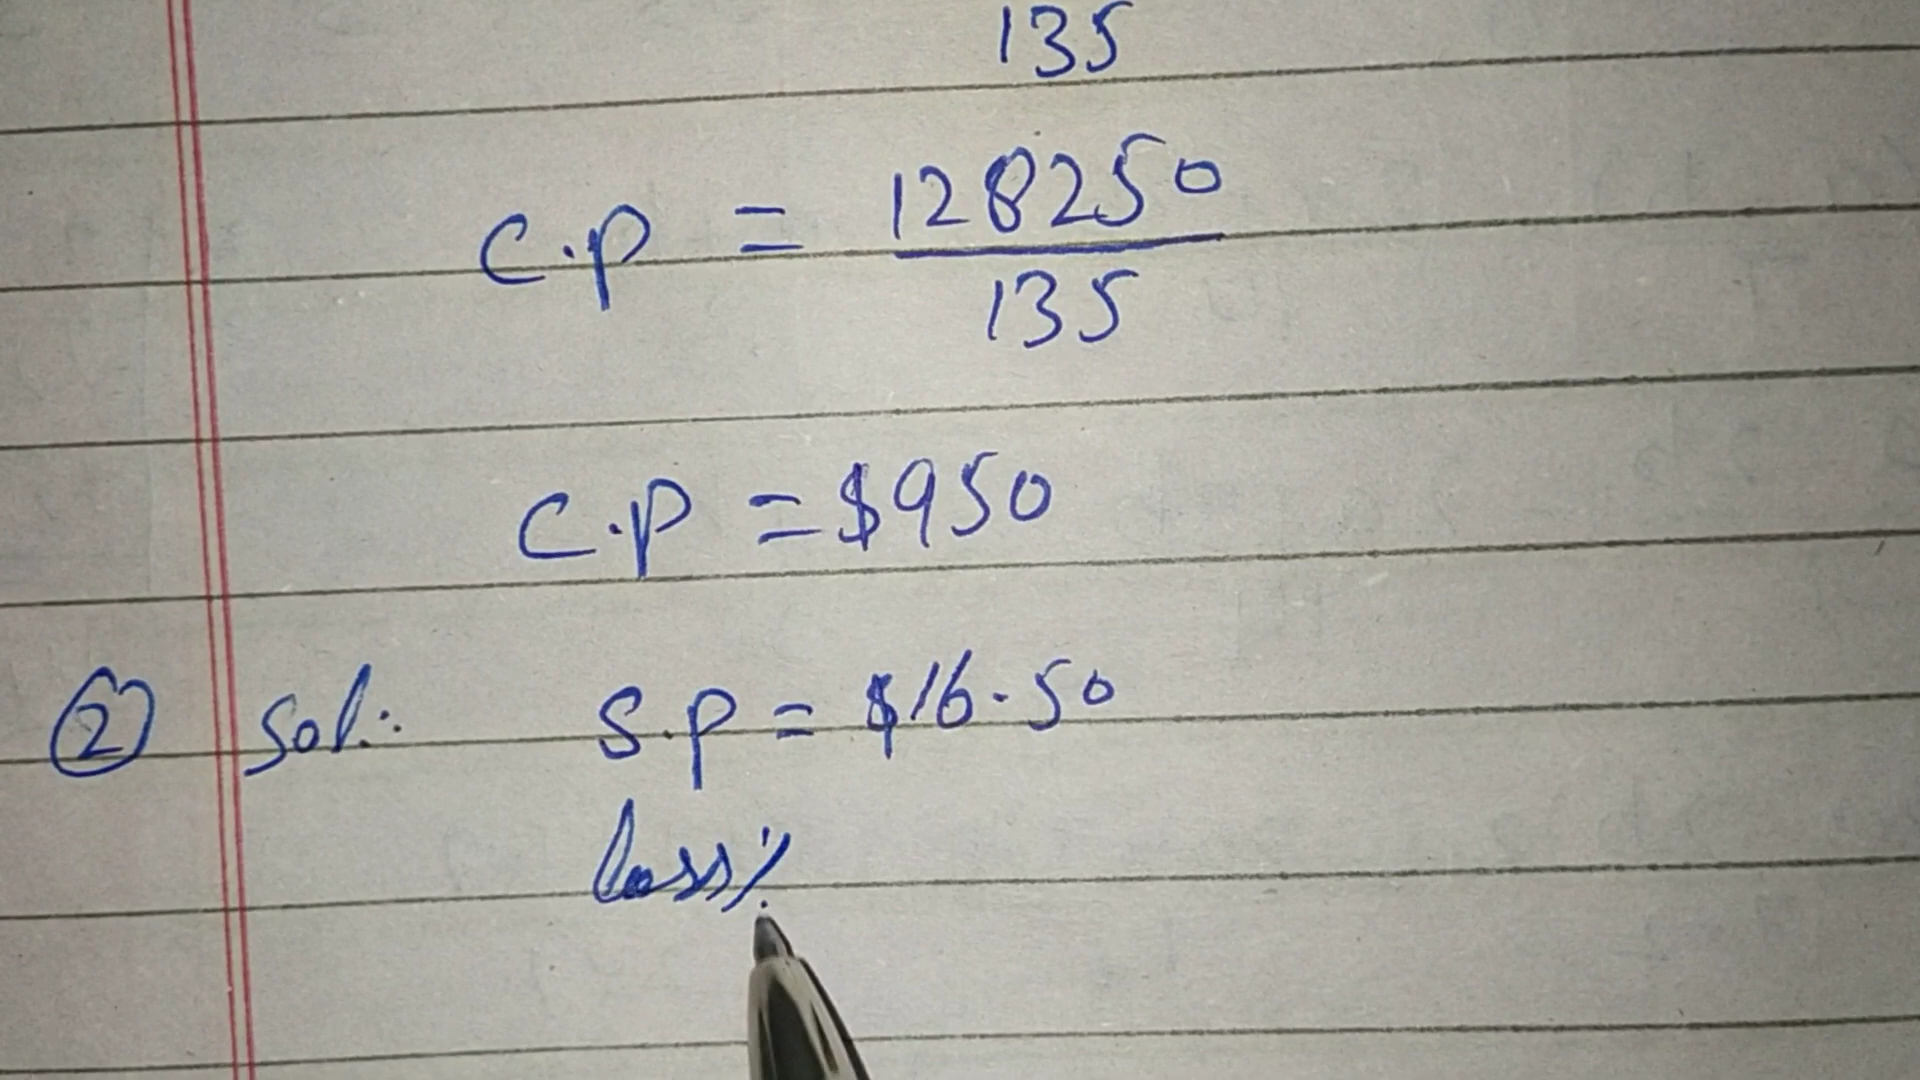 135
C.P = 128250
135
C.P = $950
② Sol:. S.P = $16.50
loss%